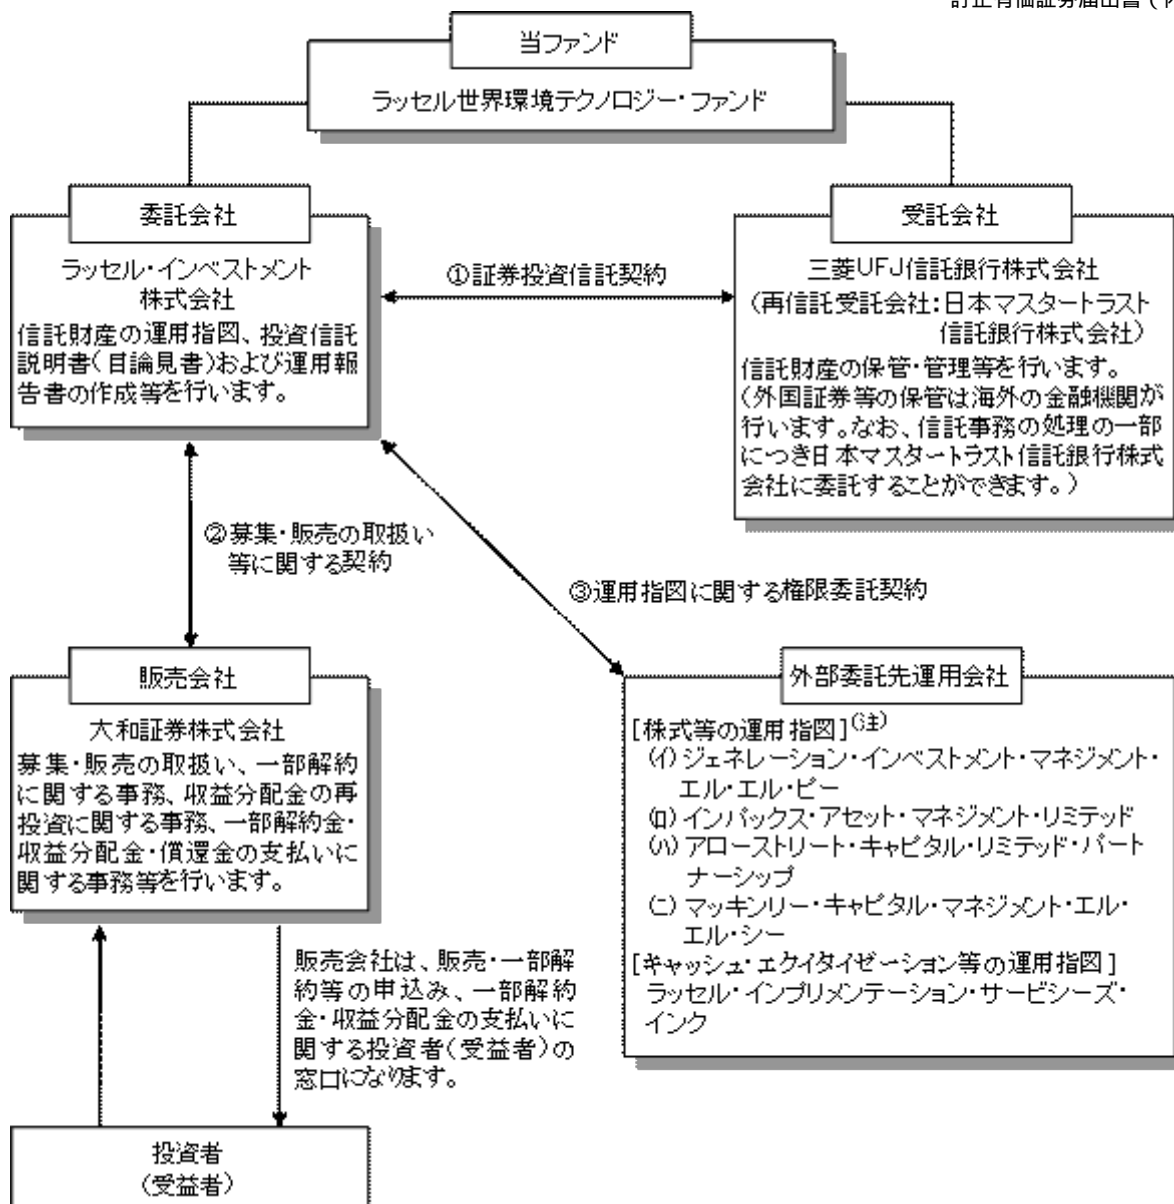 当ファンド
ラッセル世界環境テクノロジー・ファンド
委託会社
ラッセル・インベストメント
株式会社
信託財産の運用指図、投資信託
説明書(目論見書)および運用報
告書の作成等を行います。
①証券投資信託契約
受託会社
三菱UFJ信託銀行株式会社
(再信託受託会社:日本マスタートラスト
信託銀行株式会社)
信託財産の保管・管理等を行います。
(外国証券等の保管は海外の金融機関が
行います。なお、信託事務の処理の一部
につき日本マスタートラスト信託銀行株式
会社に委託することができます。)
②募集・販売の取扱い
等に関する契約
③運用指図に関する権限委託契約
販売会社
大和証券株式会社
募集・販売の取扱い、一部解約
に関する事務、収益分配金の再
投資に関する事務、一部解約金・
収益分配金・償還金の支払いに
関する事務等を行います。
外部委託先運用会社
[株式等の運用指図](注)
(イ)ジェネレーション・インベストメント・マネジメント・
エル・エル・ピー
(ロ)インパックス・アセット・マネジメント・リミテッド
(ハ)アローストリート・キャピタル・リミテッド・パート
ナーシップ
(ニ)マッキンリー・キャピタル・マネジメント・エル・
エル・シー
[キャッシュ・エクイタイゼーション等の運用指図]
ラッセル・インプリメンテーション・サービシーズ・
インク
販売会社は、販売・一部解
約等の申込み、一部解約
金・収益分配金の支払いに
関する投資者(受益者)の
窓口になります。
投資者
(受益者)